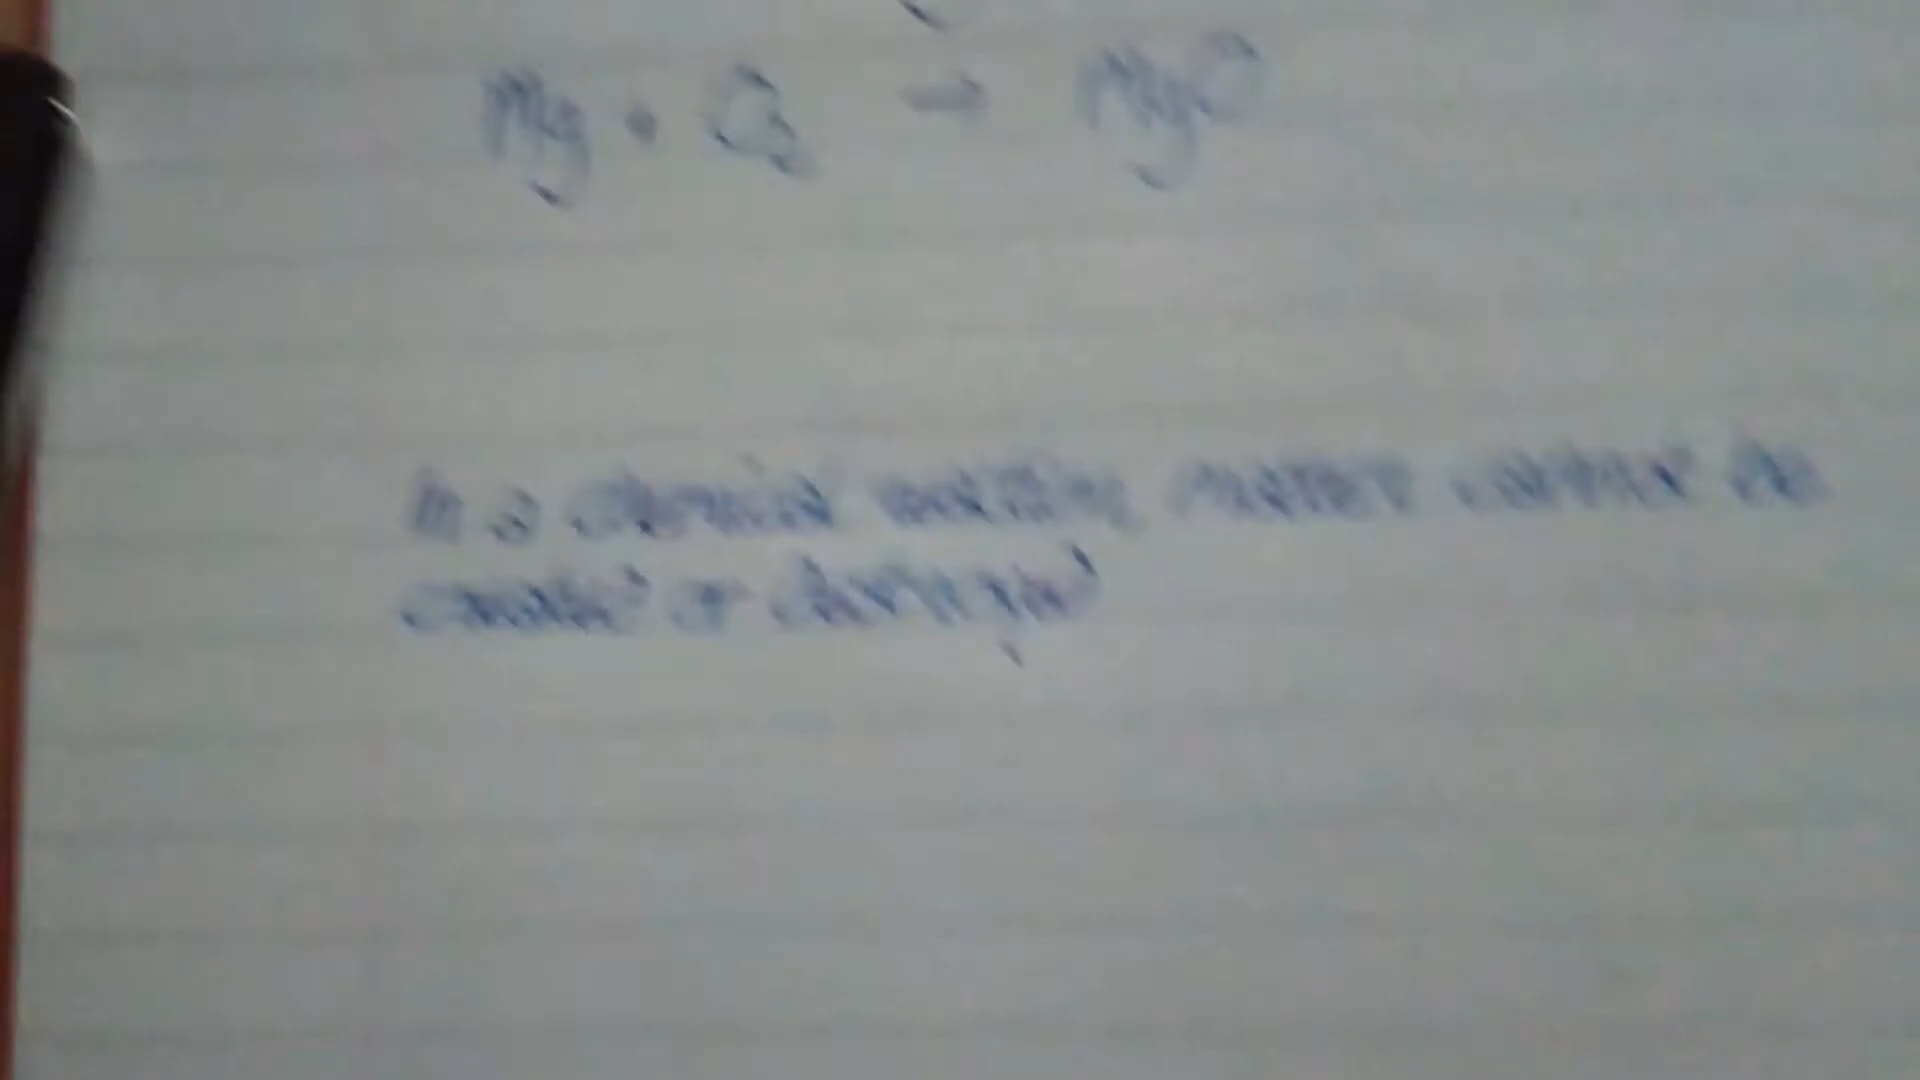 Mg + O₂ → MgO
In a chemical reaction, matter cannot be
created or destroyed